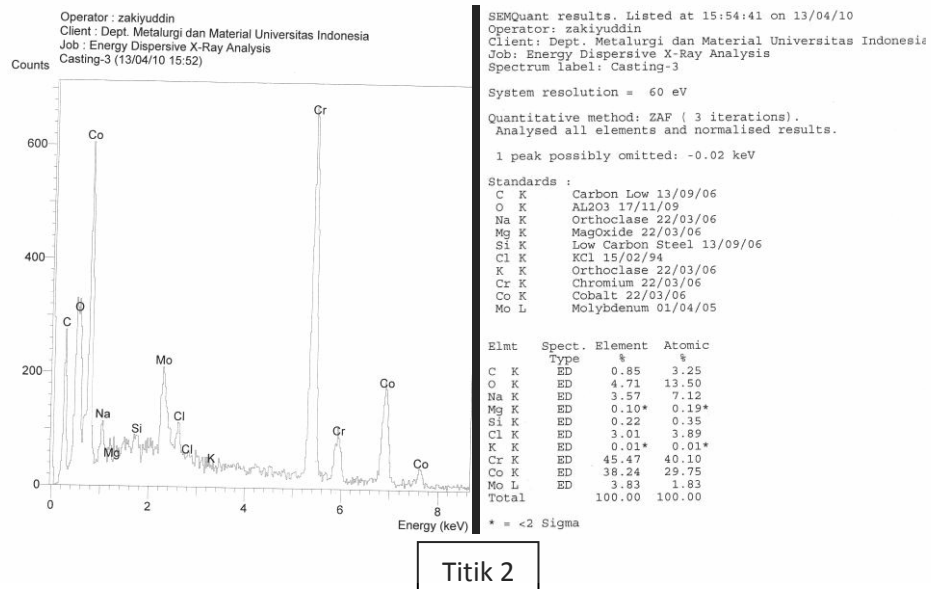 Operator : zakiyuddin
Client : Dept. Metalurgi dan Material Universitas Indonesia
Job : Energy Dispersive X-Ray Analysis
Casting-3 (13/04/10 15:52)
Counts
Cr
Co
600
400
O
C
Mo
200
Co
Na
Mg
Si
Cl
Cl
K
Cr
Co
0
0
2
4
6
8
Energy (keV)
SEMQuant results. Listed at 15:54:41 on 13/04/10
Operator: zakiyuddin
Client: Dept. Metalurgi dan Material Universitas Indonesia
Job: Energy Dispersive X-Ray Analysis
Spectrum label: Casting-3
System resolution = 60 eV
Quantitative method: ZAF ( 3 iterations).
Analysed all elements and normalised results.
1 peak possibly omitted: -0.02 keV
Standards :
C K Carbon Low 13/09/06
O K AL2O3 17/11/09
Na K Orthoclase 22/03/06
Mg K MagOxide 22/03/06
Si K Low Carbon Steel 13/09/06
Cl K KCl 15/02/94
K K Orthoclase 22/03/06
Cr K Chromium 22/03/06
Co K Cobalt 22/03/06
Mo L Molybdenum 01/04/05
Elmt Spect. Element Atomic
Type % %
C K ED 0.85 3.25
O K ED 4.71 13.50
Na K ED 3.57 7.12
Mg K ED 0.10* 0.19*
Si K ED 0.22 0.35
Cl K ED 3.01 3.89
K K ED 0.01* 0.01*
Cr K ED 45.47 40.10
Co K ED 38.24 29.75
Mo L ED 3.83 1.83
Total 100.00 100.00
* = <2 Sigma
Titik 2